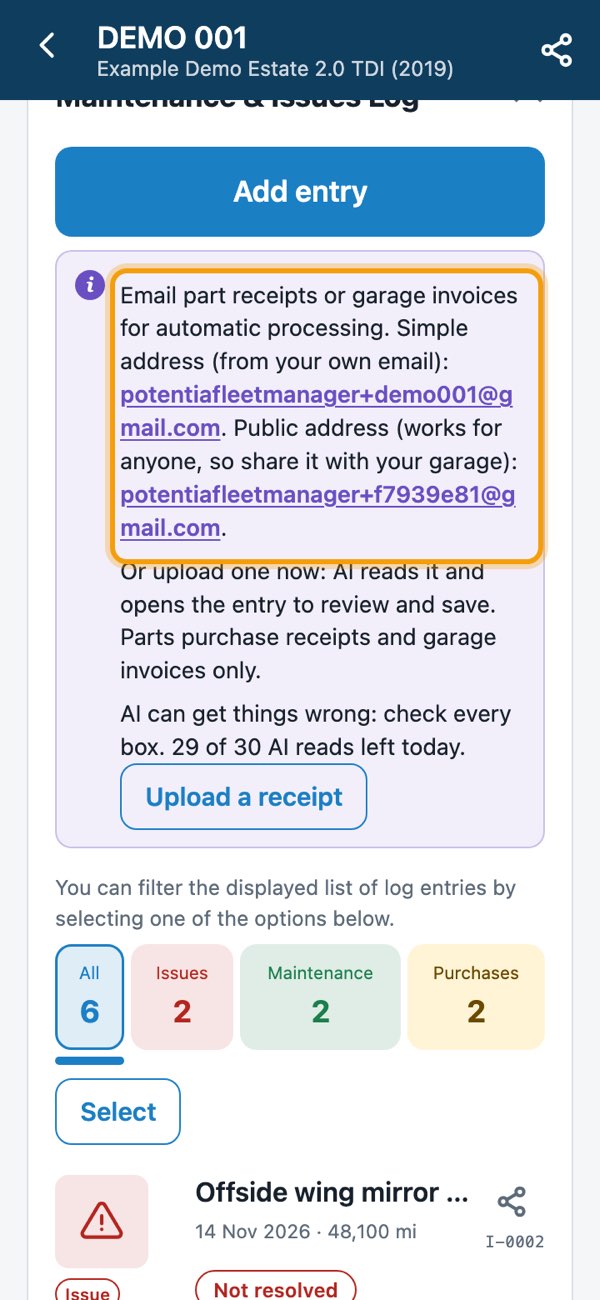 DEMO 001
Example Demo Estate 2.0 TDI (2019)
Maintenance & Issues Log
Add entry
Email part receipts or garage invoices
for automatic processing. Simple
address (from your own email):
potentiafleetmanager+demo001@g
mail.com. Public address (works for
anyone, so share it with your garage):
potentiafleetmanager+f7939e81@g
mail.com.
Or upload one now: AI reads it and
opens the entry to review and save.
Parts purchase receipts and garage
invoices only.
AI can get things wrong: check every
box. 29 of 30 AI reads left today.
Upload a receipt
You can filter the displayed list of log entries by
selecting one of the options below.
All
6
Issues
2
Maintenance
2
Purchases
2
Select
Offside wing mirror ...
14 Nov 2026 · 48,100 mi
I-0002
Issue
Not resolved